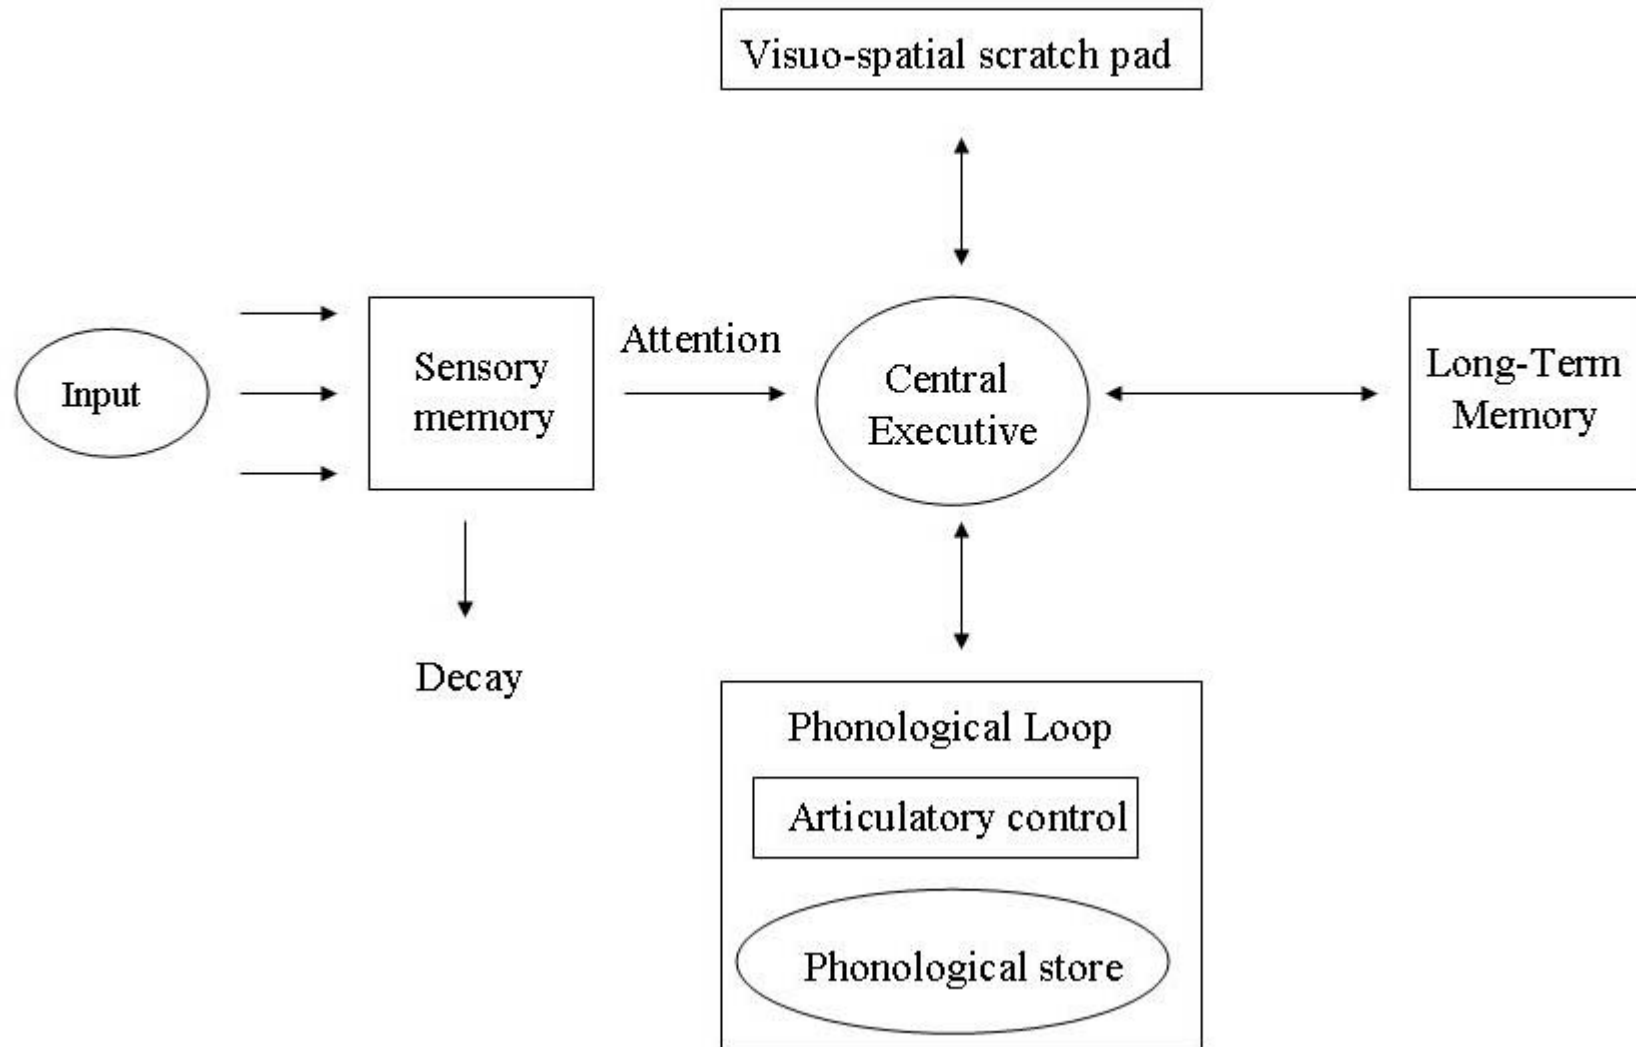 Visuo-spatial scratch pad
Input
Sensory
memory
Attention
Central
Executive
Long-Term
Memory
Decay
Phonological Loop
Articulatory control
Phonological store